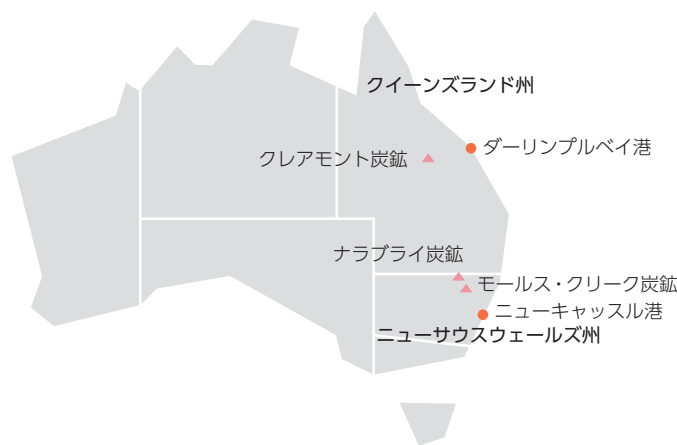 クイーンズランド州
ダーリンプルベイ港
クレアモント炭鉱
ナラブライ炭鉱
モールス・クリーク炭鉱
ニューキャッスル港
ニューサウスウェールズ州